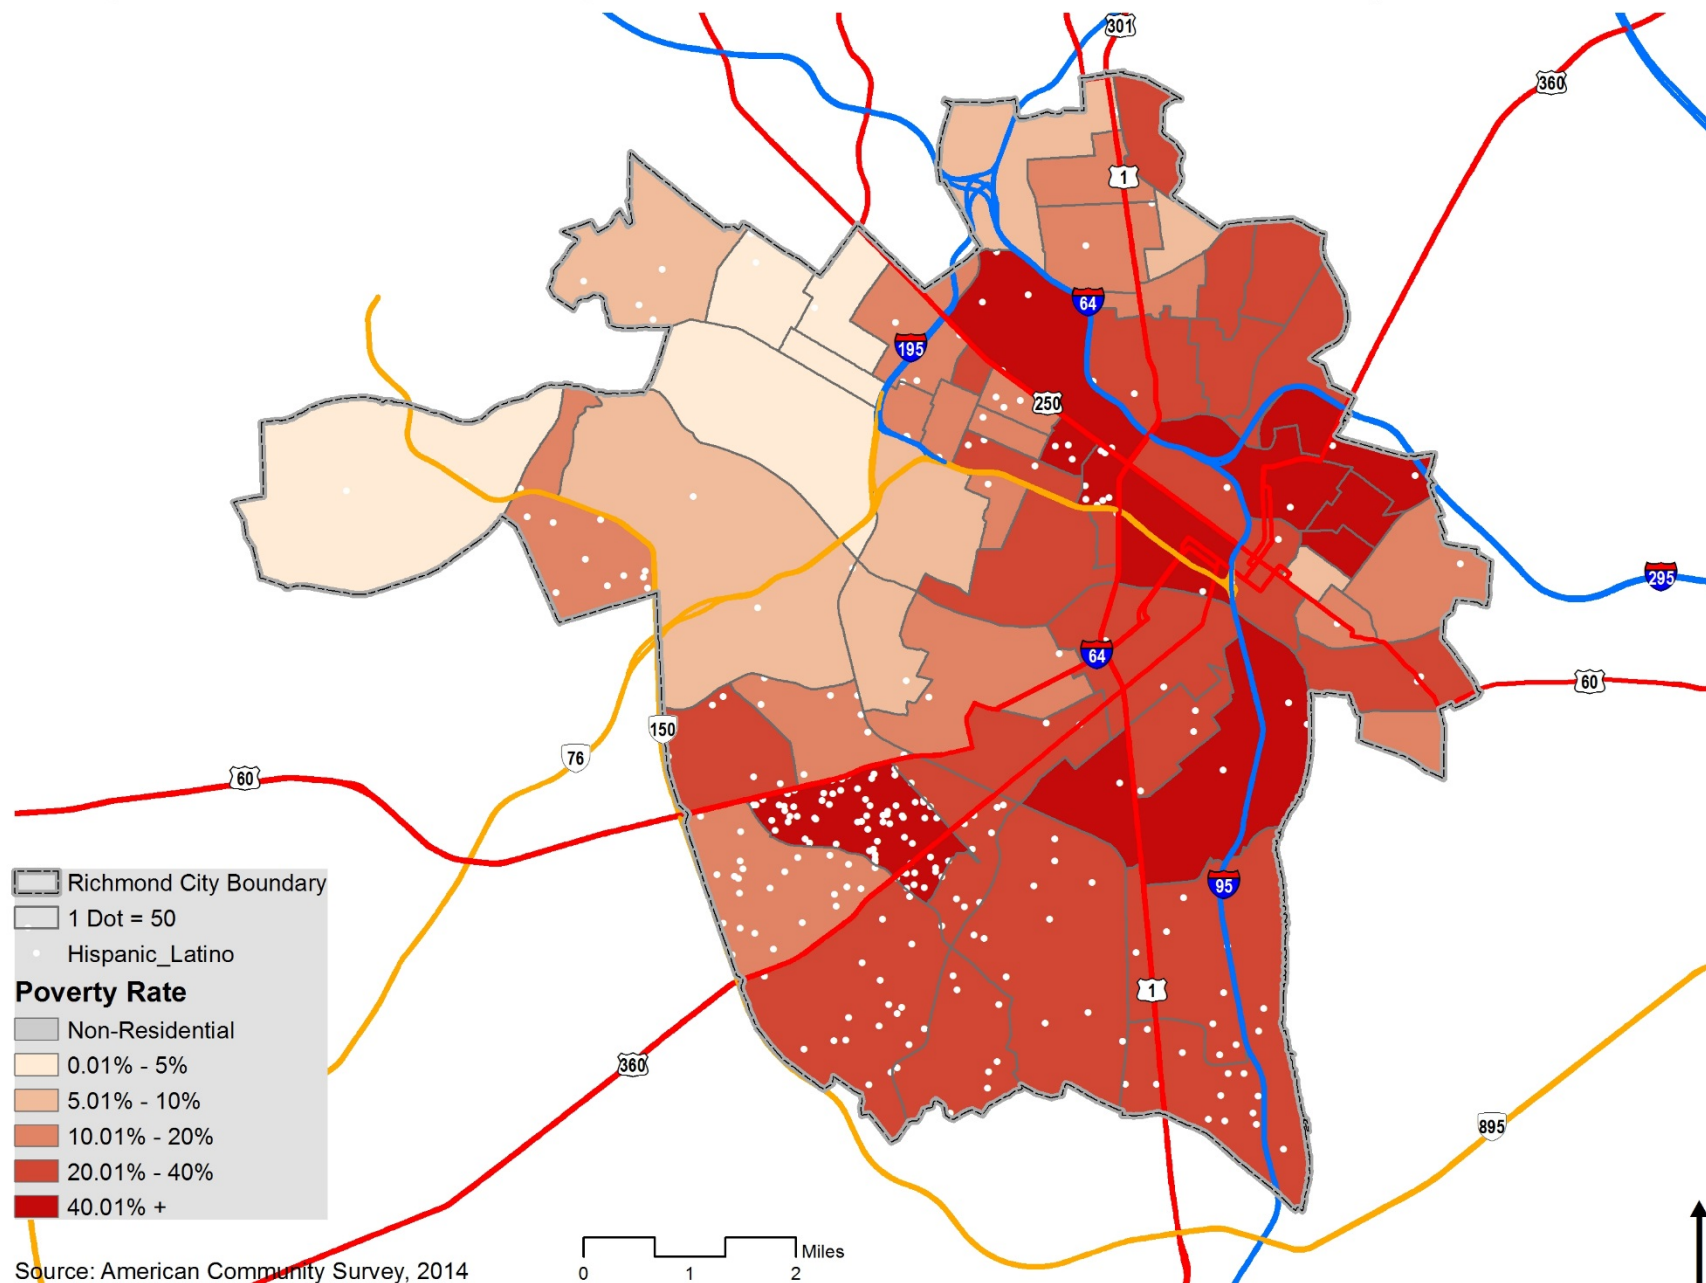 301
360
1
64
195
250
295
64
60
150
76
60
95
1
360
895
Richmond City Boundary
1 Dot = 50
Hispanic_Latino
Poverty Rate
Non-Residential
0.01% - 5%
5.01% - 10%
10.01% - 20%
20.01% - 40%
40.01% +
Miles
0 1 2
Source: American Community Survey, 2014